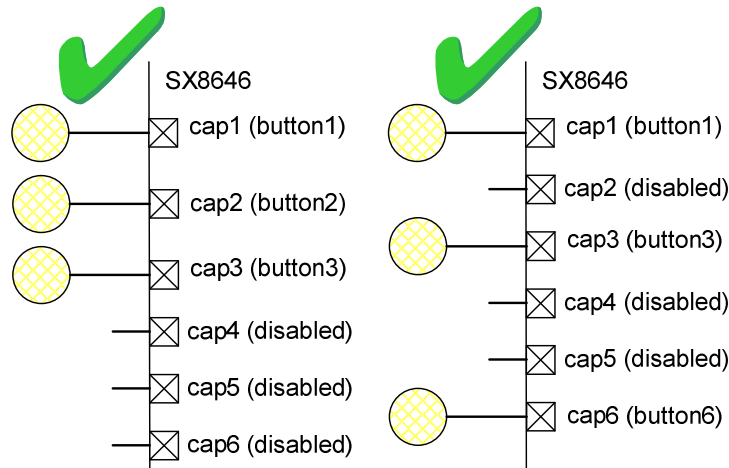 SX8646
cap1 (button1)
cap2 (button2)
cap3 (button3)
cap4 (disabled)
cap5 (disabled)
cap6 (disabled)
SX8646
cap1 (button1)
cap2 (disabled)
cap3 (button3)
cap4 (disabled)
cap5 (disabled)
cap6 (button6)